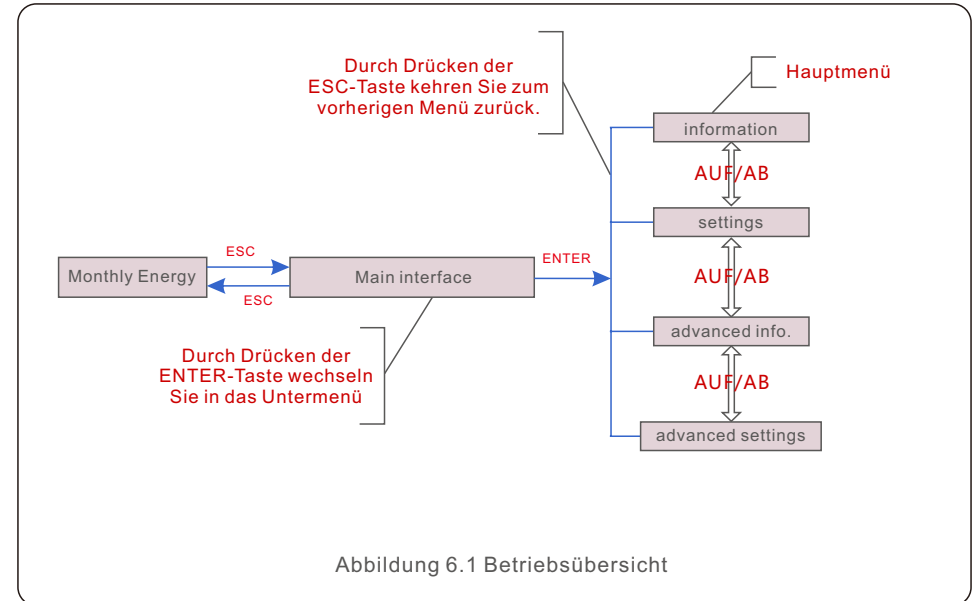 Durch Drücken der
ESC-Taste kehren Sie zum
vorherigen Menü zurück.
Hauptmenü
information
AUF/AB
settings
ESC
ENTER
Monthly Energy
Main interface
AUF/AB
ESC
advanced info.
Durch Drücken der
ENTER-Taste wechseln
Sie in das Untermenü
AUF/AB
advanced settings
Abbildung 6.1 Betriebsübersicht